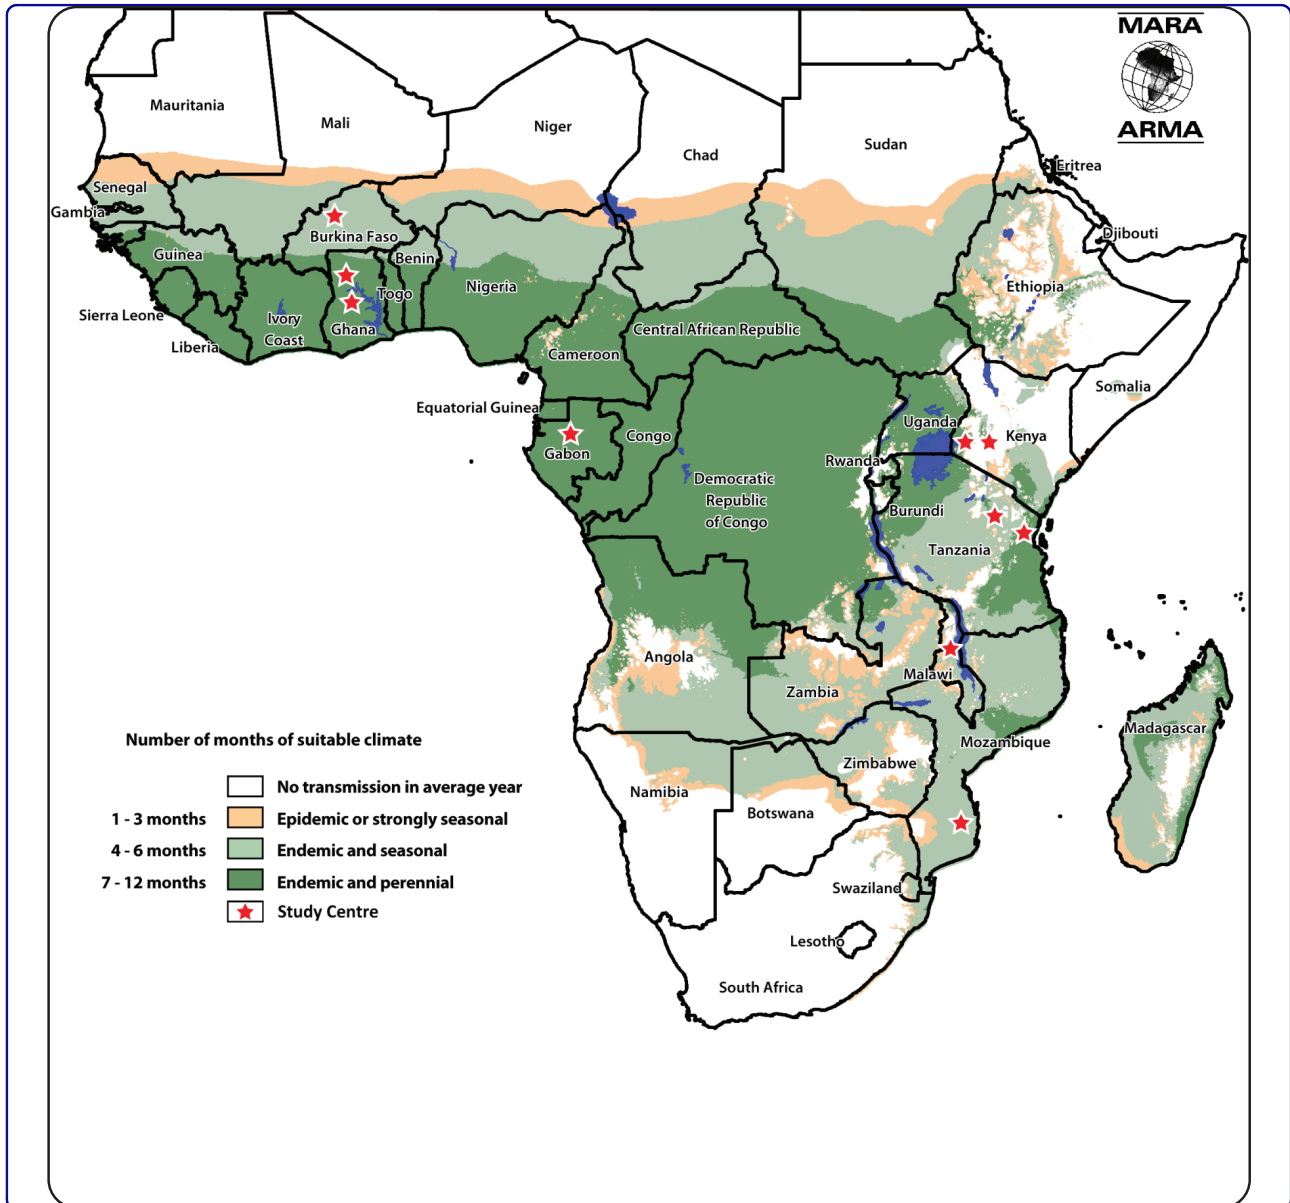 MARA
ARMA
Mauritania
Mali
Niger
Chad
Sudan
Eritrea
Senegal
Gambia
Burkina Faso
Djibouti
Guinea
Benin
Nigeria
Togo
Ethiopia
Sierra Leone
Ivory
Coast
Ghana
Central African Republic
Liberia
Cameroon
Somalia
Equatorial Guinea
Uganda
Kenya
Congo
Gabon
Rwanda
Democratic
Republic
of Congo
Burundi
Tanzania
Angola
Malawi
Zambia
Madagascar
Mozambique
Zimbabwe
Namibia
Botswana
Swaziland
Lesotho
South Africa
Number of months of suitable climate
No transmission in average year
1 - 3 months Epidemic or strongly seasonal
4 - 6 months Endemic and seasonal
7 - 12 months Endemic and perennial
Study Centre